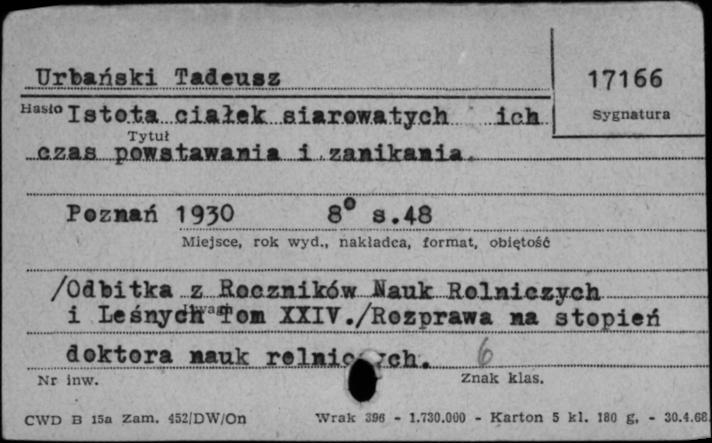 Urbański Tadeusz
17166
Hasło Istota ciałek siarowatych ich
Sygnatura
Tytuł
czas powstawania i zanikania.
Poznań 1930 8° s.48
Miejsce, rok wyd., nakładca, format, objętość
/Odbitka z Roczników Nauk Rolniczych
i Leśnych Tom XXIV./Rozprawa na stopień
doktora nauk 6
Nr inw.
Znak klas.
CWD B 15a Zam. 452/DW/On Wrak 396 - 1.730.000 - Karton 5 kl. 180 g, - 30.4.68